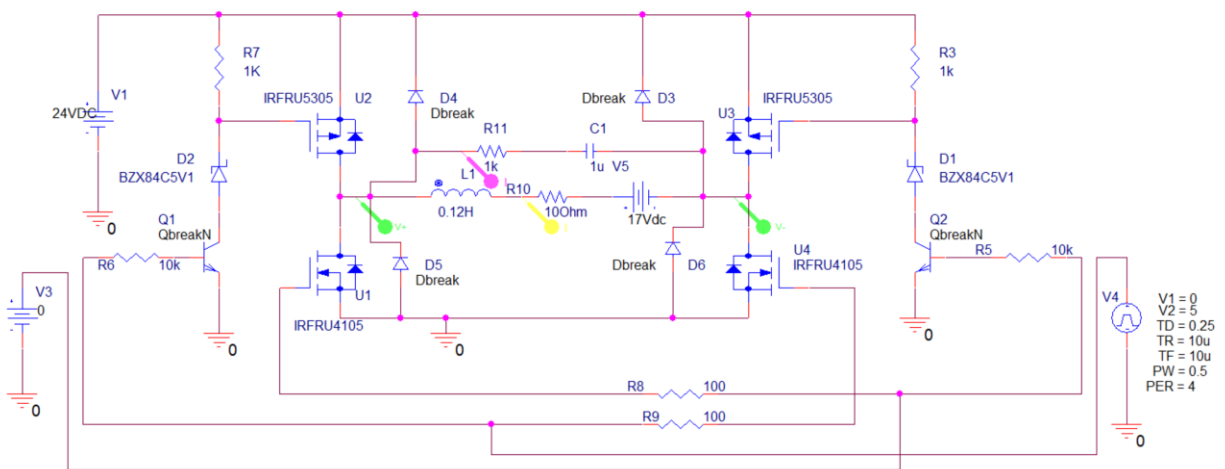 R7
1K
V1
24VDC
IRFRU5305
U2
D4
Dbreak
Dbreak
D3
U3
IRFRU5305
R3
1k
R11
1k
C1
1u
V5
D2
BZX84C5V1
D1
BZX84C5V1
L1
0.12H
R10
10Ohm
17Vdc
I
V+
V-
0
Q1
QbreakN
Q2
QbreakN
R6
10k
R5
10k
D5
Dbreak
U1
IRFRU4105
Dbreak
D6
U4
IRFRU4105
V3
0
0
0
0
0
V4
V1 = 0
V2 = 5
TD = 0.25
TR = 10u
TF = 10u
PW = 0.5
PER = 4
R8
100
R9
100
0
0